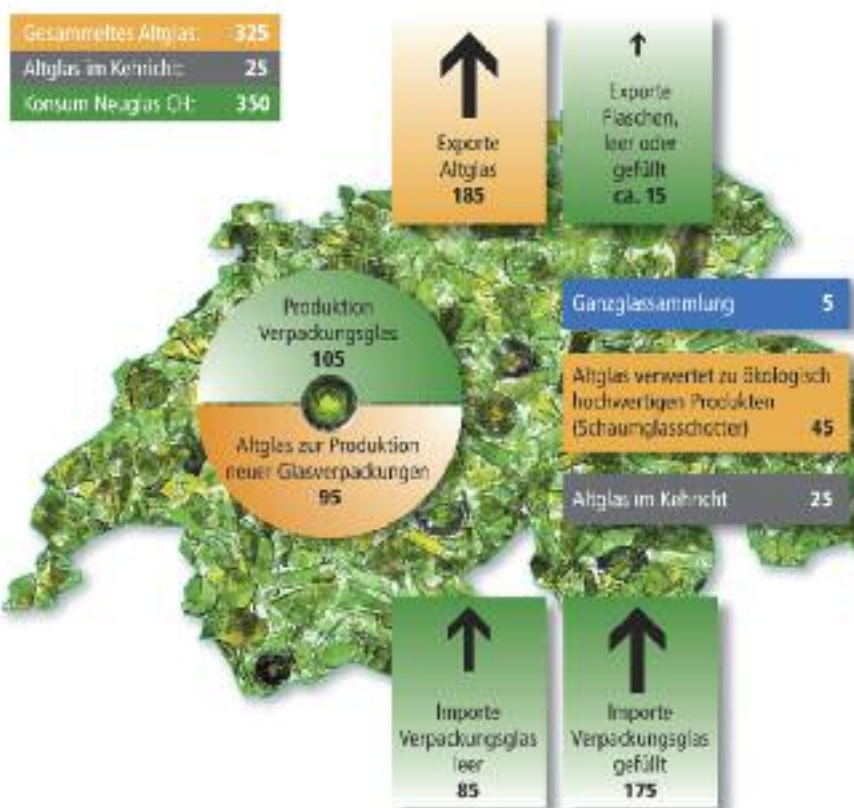 Gesammeltes Altglas: 325
Altglas im Kehricht: 25
Konsum Neuglas CH: 350
Exporte
Altglas
185
Exporte
Flaschen,
leer oder
gefüllt
ca. 15
Produktion
Verpackungsglas
105
Altglas zur Produktion
neuer Glasverpackungen
95
Ganzglassammlung 5
Altglas verwertet zu ökologisch
hochwertigen Produkten
(Schaumglasschotter) 45
Altglas im Kehricht 25
Importe
Verpackungsglas
leer
85
Importe
Verpackungsglas
gefüllt
175